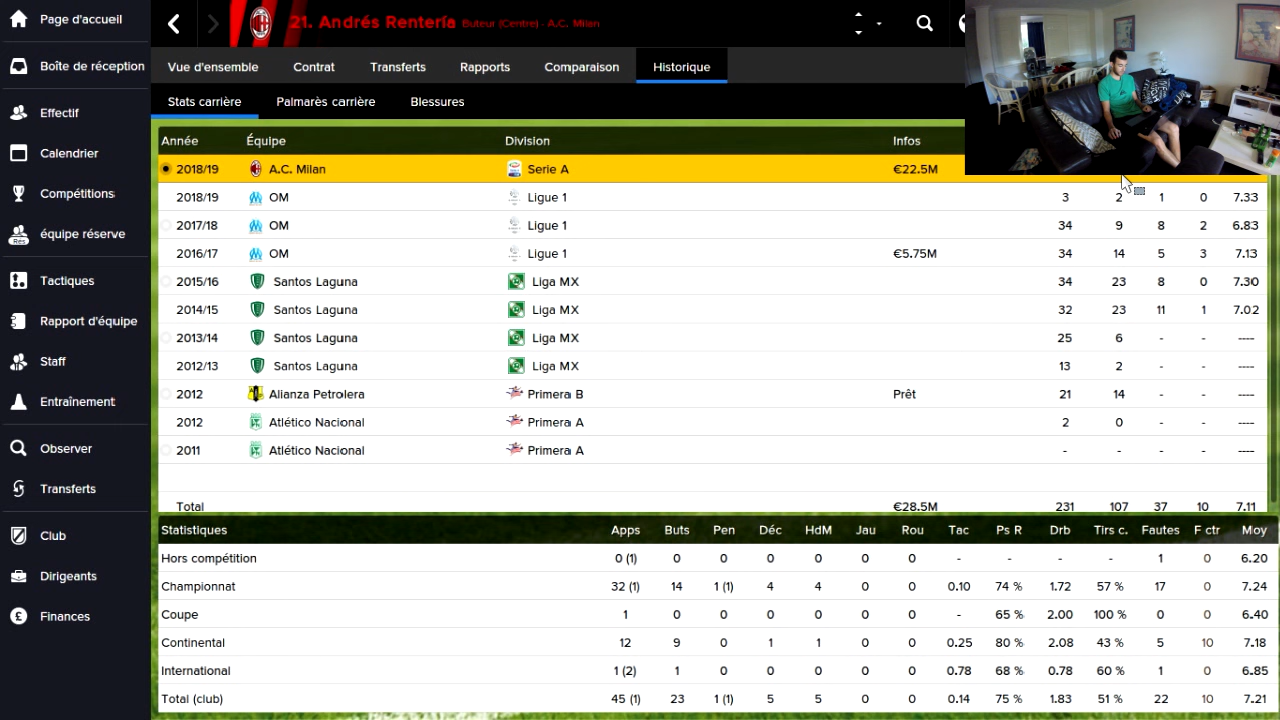 Page d'accueil
Boîte de réception
Effectif
Calendrier
Compétitions
équipe réserve
Rés
Tactiques
Rapport d'équipe
Staff
Entraînement
Observer
Transferts
Club
Dirigeants
Finances
21. Andrés Rentería Buteur (Centre) - A.C. Milan
Vue d'ensemble Contrat Transferts Rapports Comparaison Historique
Stats carrière Palmarès carrière Blessures
Année Équipe Division Infos
2018/19 A.C. Milan Serie A €22.5M
2018/19 OM Ligue 1 3 2 1 0 7.33
2017/18 OM Ligue 1 34 9 8 2 6.83
2016/17 OM Ligue 1 €5.75M 34 14 5 3 7.13
2015/16 Santos Laguna Liga MX 34 23 8 0 7.30
2014/15 Santos Laguna Liga MX 32 23 11 1 7.02
2013/14 Santos Laguna Liga MX 25 6 - - ----
2012/13 Santos Laguna Liga MX 13 2 - - ----
2012 Alianza Petrolera Primera B Prêt 21 14 - - ----
2012 Atlético Nacional Primera A 2 0 - - ----
2011 Atlético Nacional Primera A - - - - ----
Total €28.5M 231 107 37 10 7.11
Statistiques Apps Buts Pen Déc HdM Jau Rou Tac Ps R Drb Tirs c. Fautes F ctr Moy
Hors compétition 0 (1) 0 0 0 0 0 0 - - - - 1 0 6.20
Championnat 32 (1) 14 1 (1) 4 4 0 0 0.10 74 % 1.72 57 % 17 0 7.24
Coupe 1 0 0 0 0 0 0 - 65 % 2.00 100 % 0 0 6.40
Continental 12 9 0 1 1 0 0 0.25 80 % 2.08 43 % 5 10 7.18
International 1 (2) 1 0 0 0 0 0 0.78 68 % 0.78 60 % 1 0 6.85
Total (club) 45 (1) 23 1 (1) 5 5 0 0 0.14 75 % 1.83 51 % 22 10 7.21